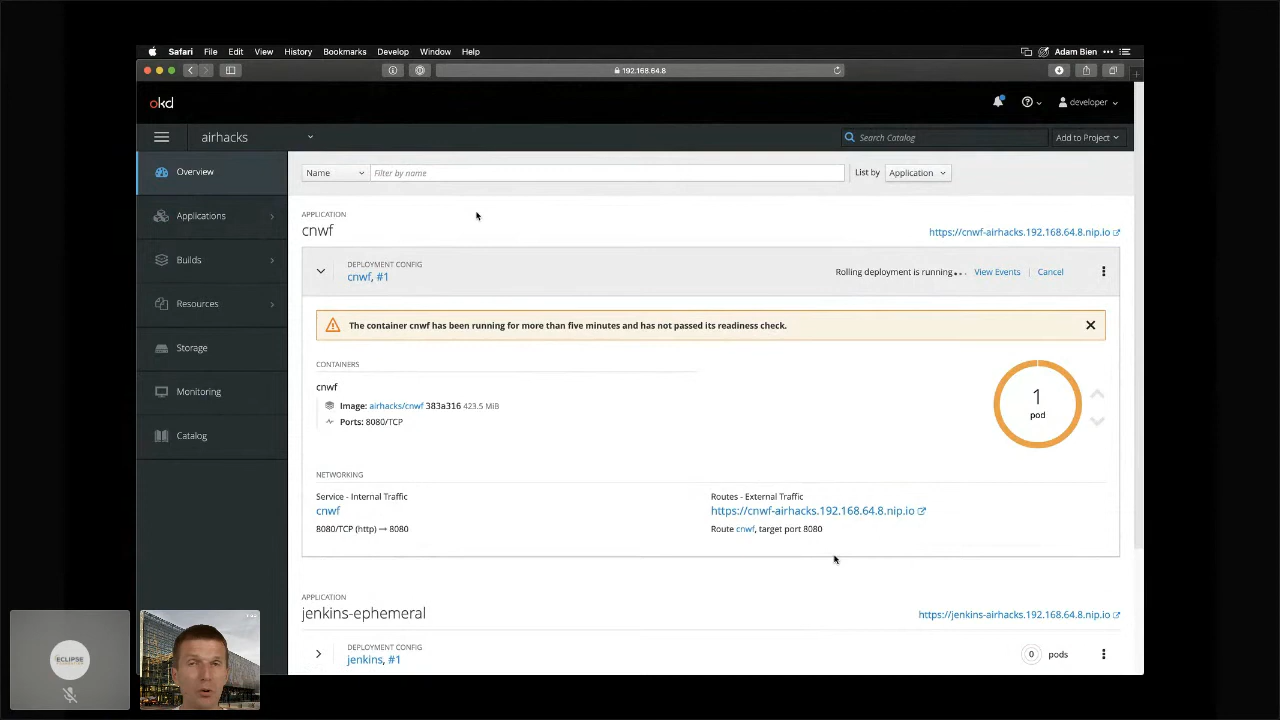 Safari File Edit View History Bookmarks Develop Window Help Adam Bien
192.168.64.8
okd
developer
airhacks
Search Catalog
Add to Project
Overview
Applications
Builds
Resources
Storage
Monitoring
Catalog
Name
Filter by name
List by
Application
APPLICATION
cnwf
https://cnwf-airhacks.192.168.64.8.nip.io
DEPLOYMENT CONFIG
cnwf, #1
Rolling deployment is running...
View Events | Cancel
The container cnwf has been running for more than five minutes and has not passed its readiness check.
CONTAINERS
cnwf
Image: airhacks/cnwf 383a316 423.5 MiB
Ports: 8080/TCP
1
pod
NETWORKING
Service - Internal Traffic
cnwf
8080/TCP (http) → 8080
Routes - External Traffic
https://cnwf-airhacks.192.168.64.8.nip.io
Route cnwf, target port 8080
APPLICATION
jenkins-ephemeral
https://jenkins-airhacks.192.168.64.8.nip.io
DEPLOYMENT CONFIG
jenkins, #1
0 pods
ECLIPSE